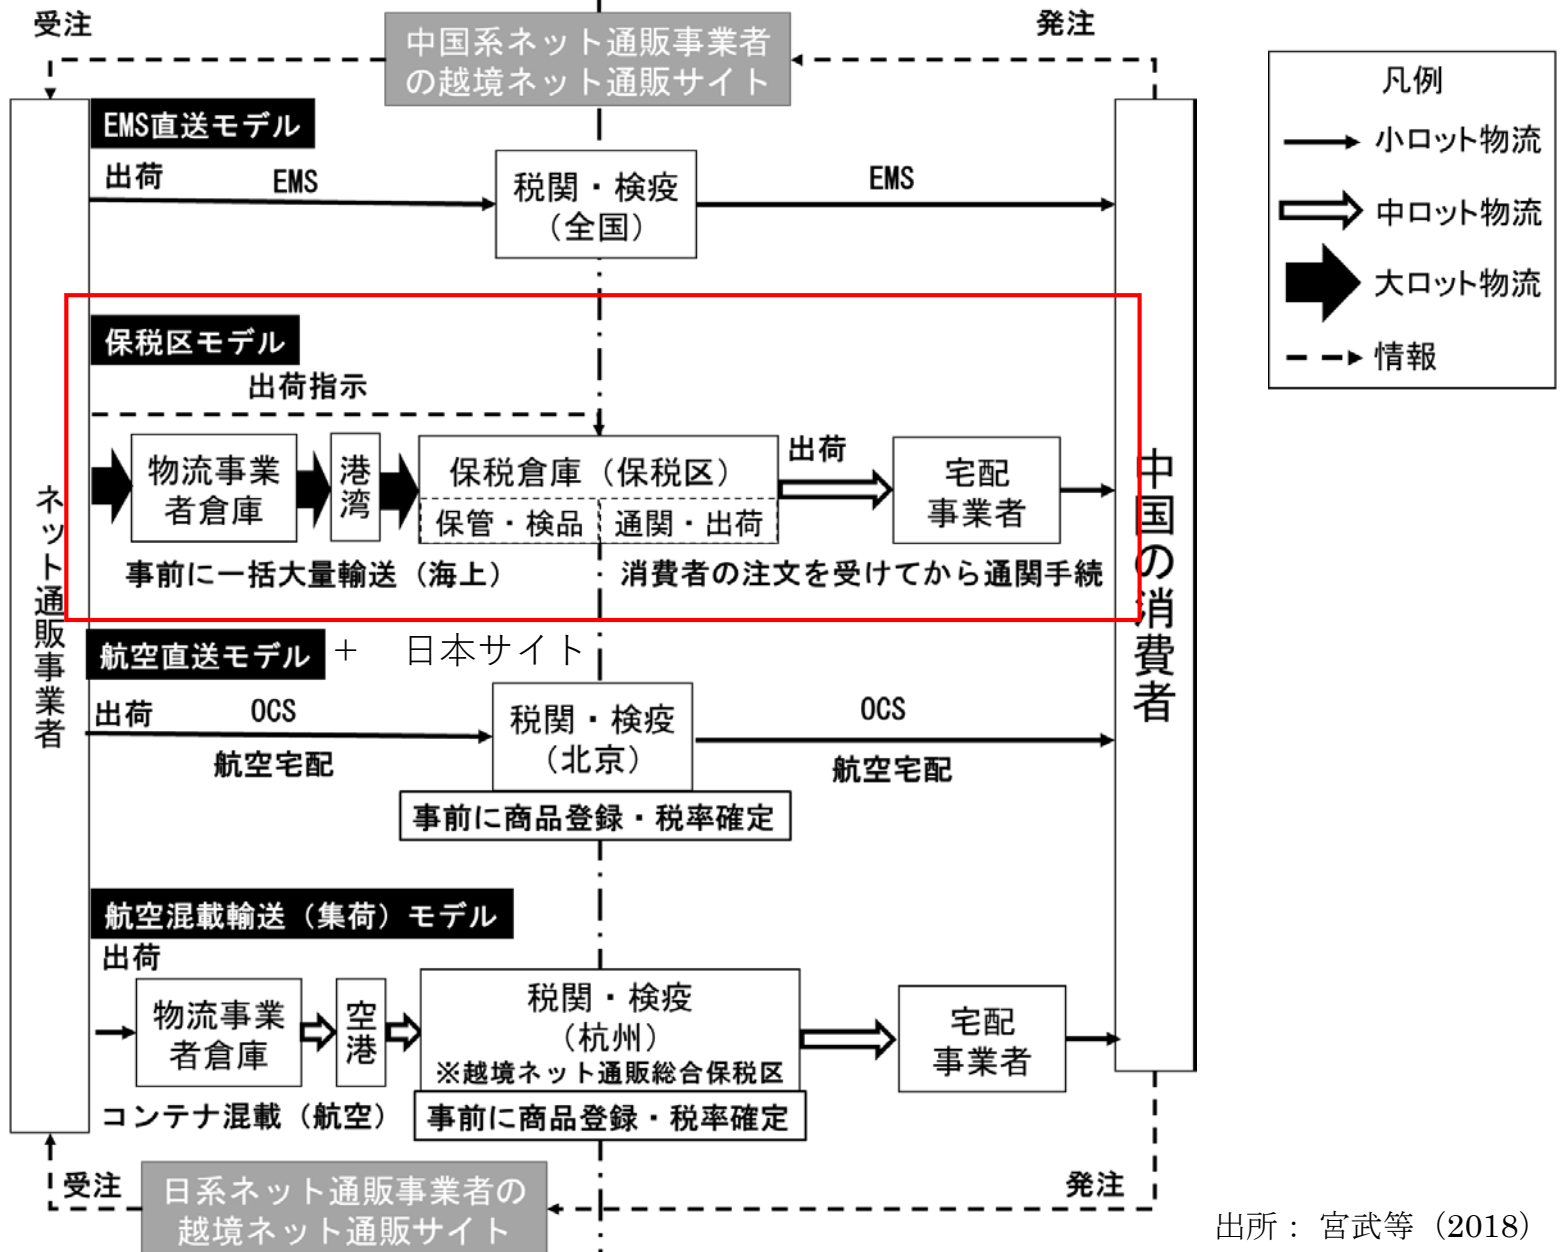 受注
中国系ネット通販事業者
の越境ネット通販サイト
発注
凡例
小ロット物流
中ロット物流
大ロット物流
情報
EMS直送モデル
出荷
EMS
税関・検疫
（全国）
EMS
保税区モデル
出荷指示
物流事業
者倉庫
港湾
保税倉庫（保税区）
保管・検品
通関・出荷
出荷
宅配
事業者
事前に一括大量輸送（海上）
消費者の注文を受けてから通関手続
ネット通販事業者
中国の消費者
航空直送モデル
＋　日本サイト
出荷
OCS
航空宅配
税関・検疫
（北京）
OCS
航空宅配
事前に商品登録・税率確定
航空混載輸送（集荷）モデル
出荷
物流事業
者倉庫
空港
税関・検疫
（杭州）
※越境ネット通販総合保税区
宅配
事業者
コンテナ混載（航空）
事前に商品登録・税率確定
受注
日系ネット通販事業者の
越境ネット通販サイト
発注
出所：宮武等（2018）